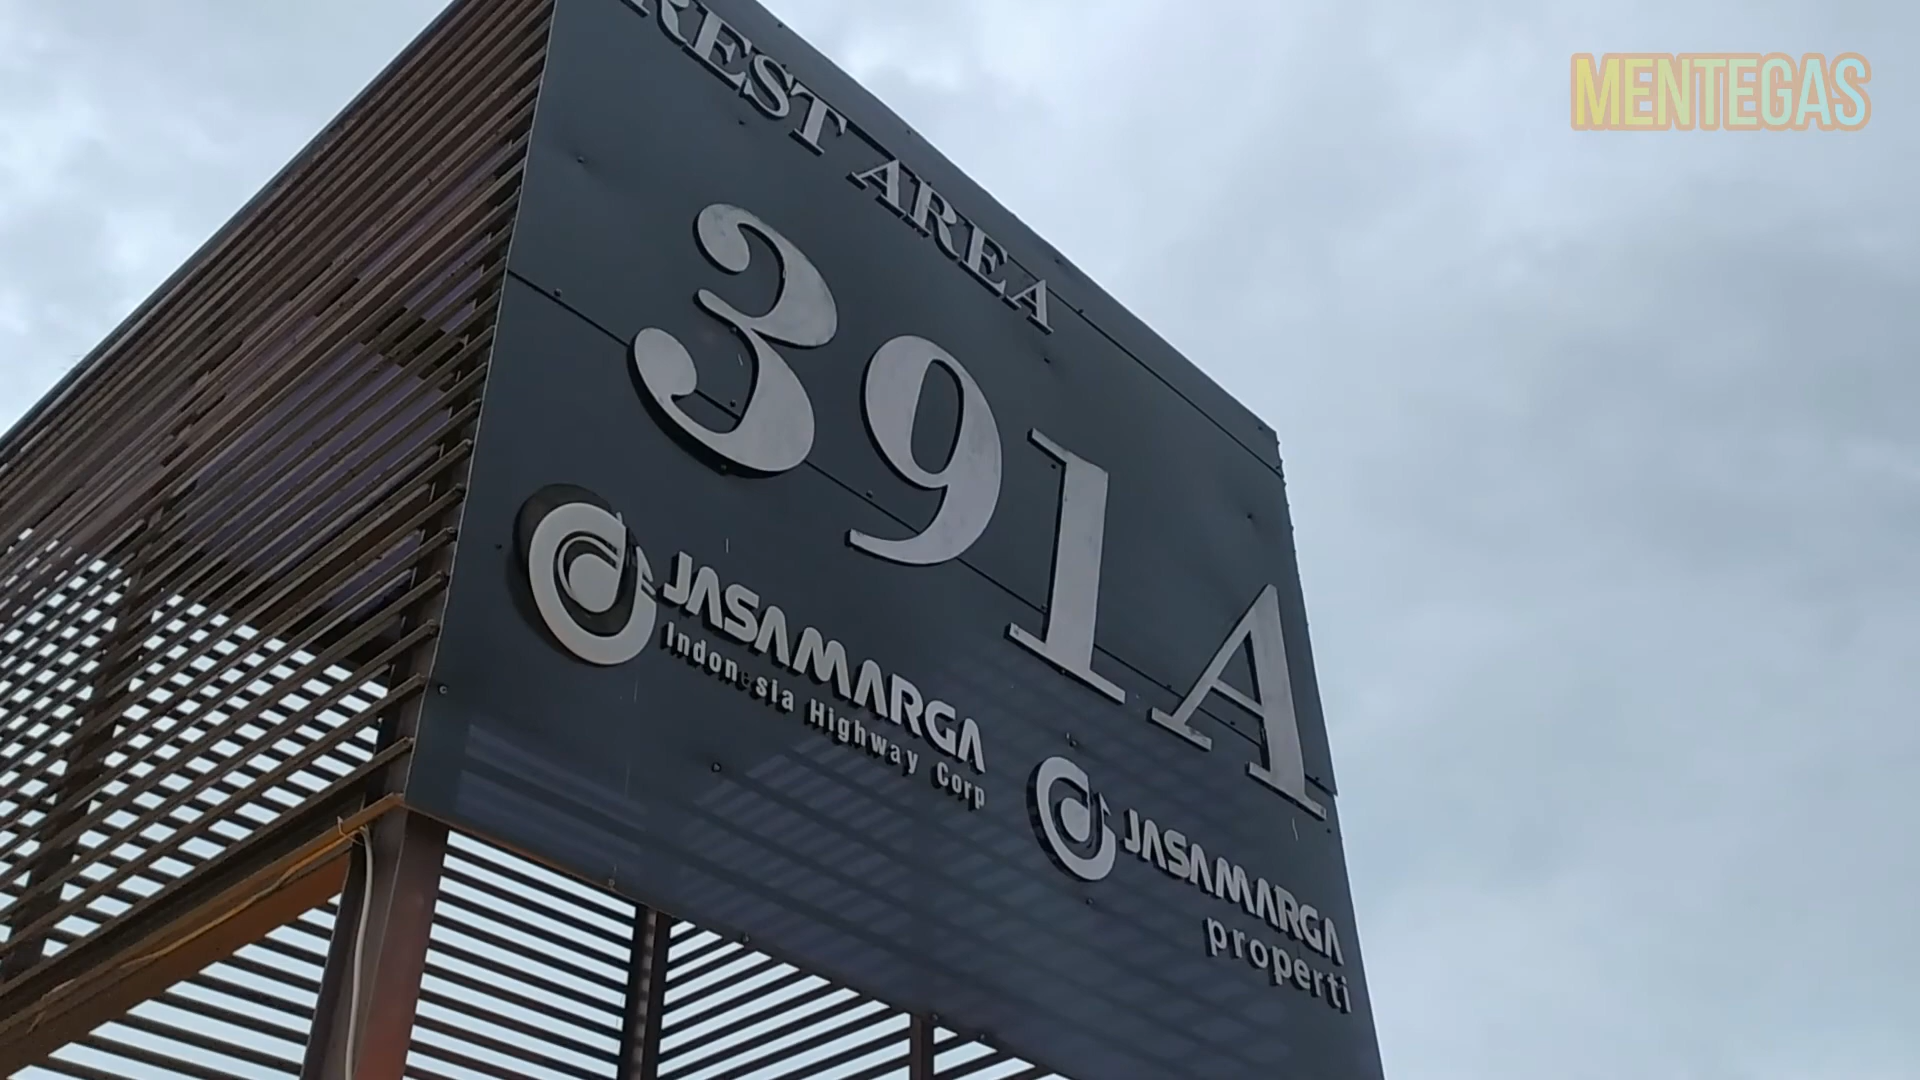 MENTEGAS
REST AREA
391A
JASAMARGA
Indonesia Highway Corp
JASAMARGA
properti